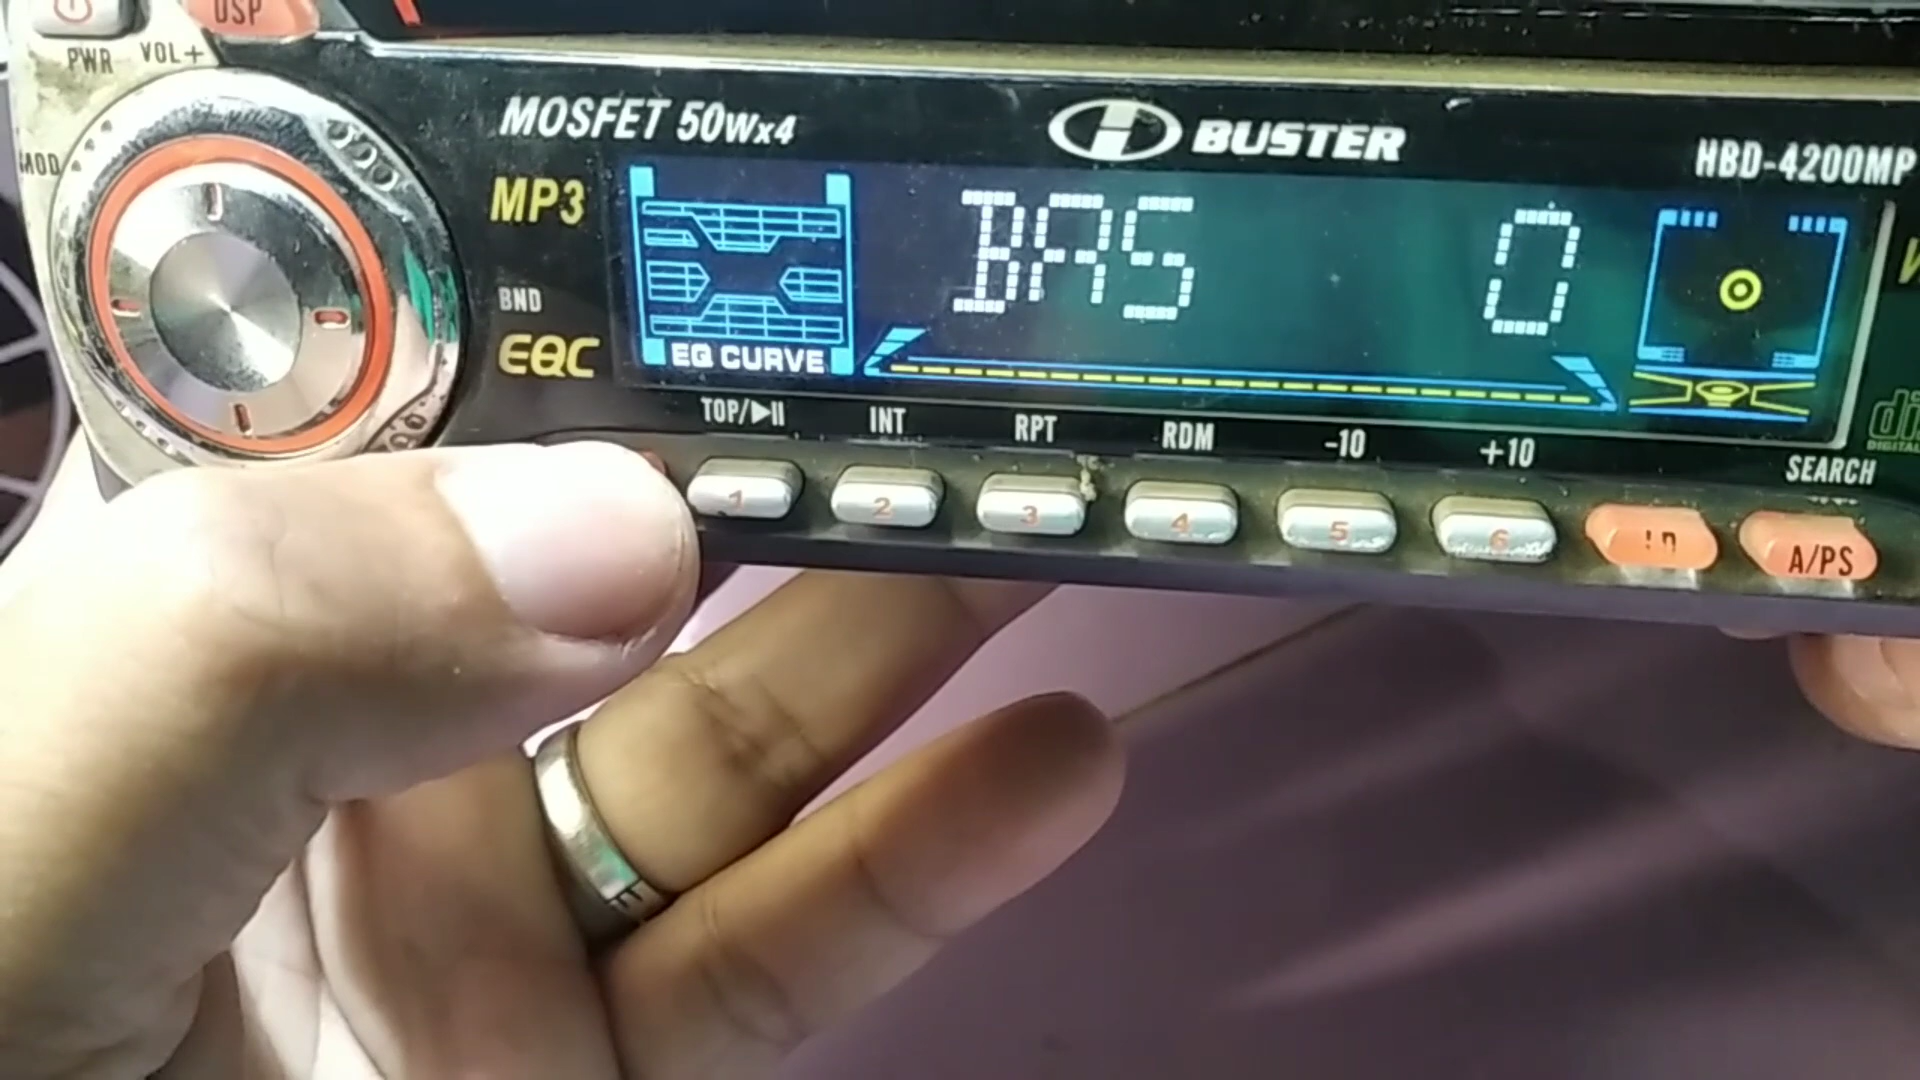 DSP
PWR VOL+
MOD
MOSFET 50Wx4
BUSTER
HBD-4200MP
MP3
BAS 0
BND
EQC
EQ CURVE
TOP/▶II INT RPT RDM -10 +10
SEARCH
1 2 3 4 5 6
A/PS